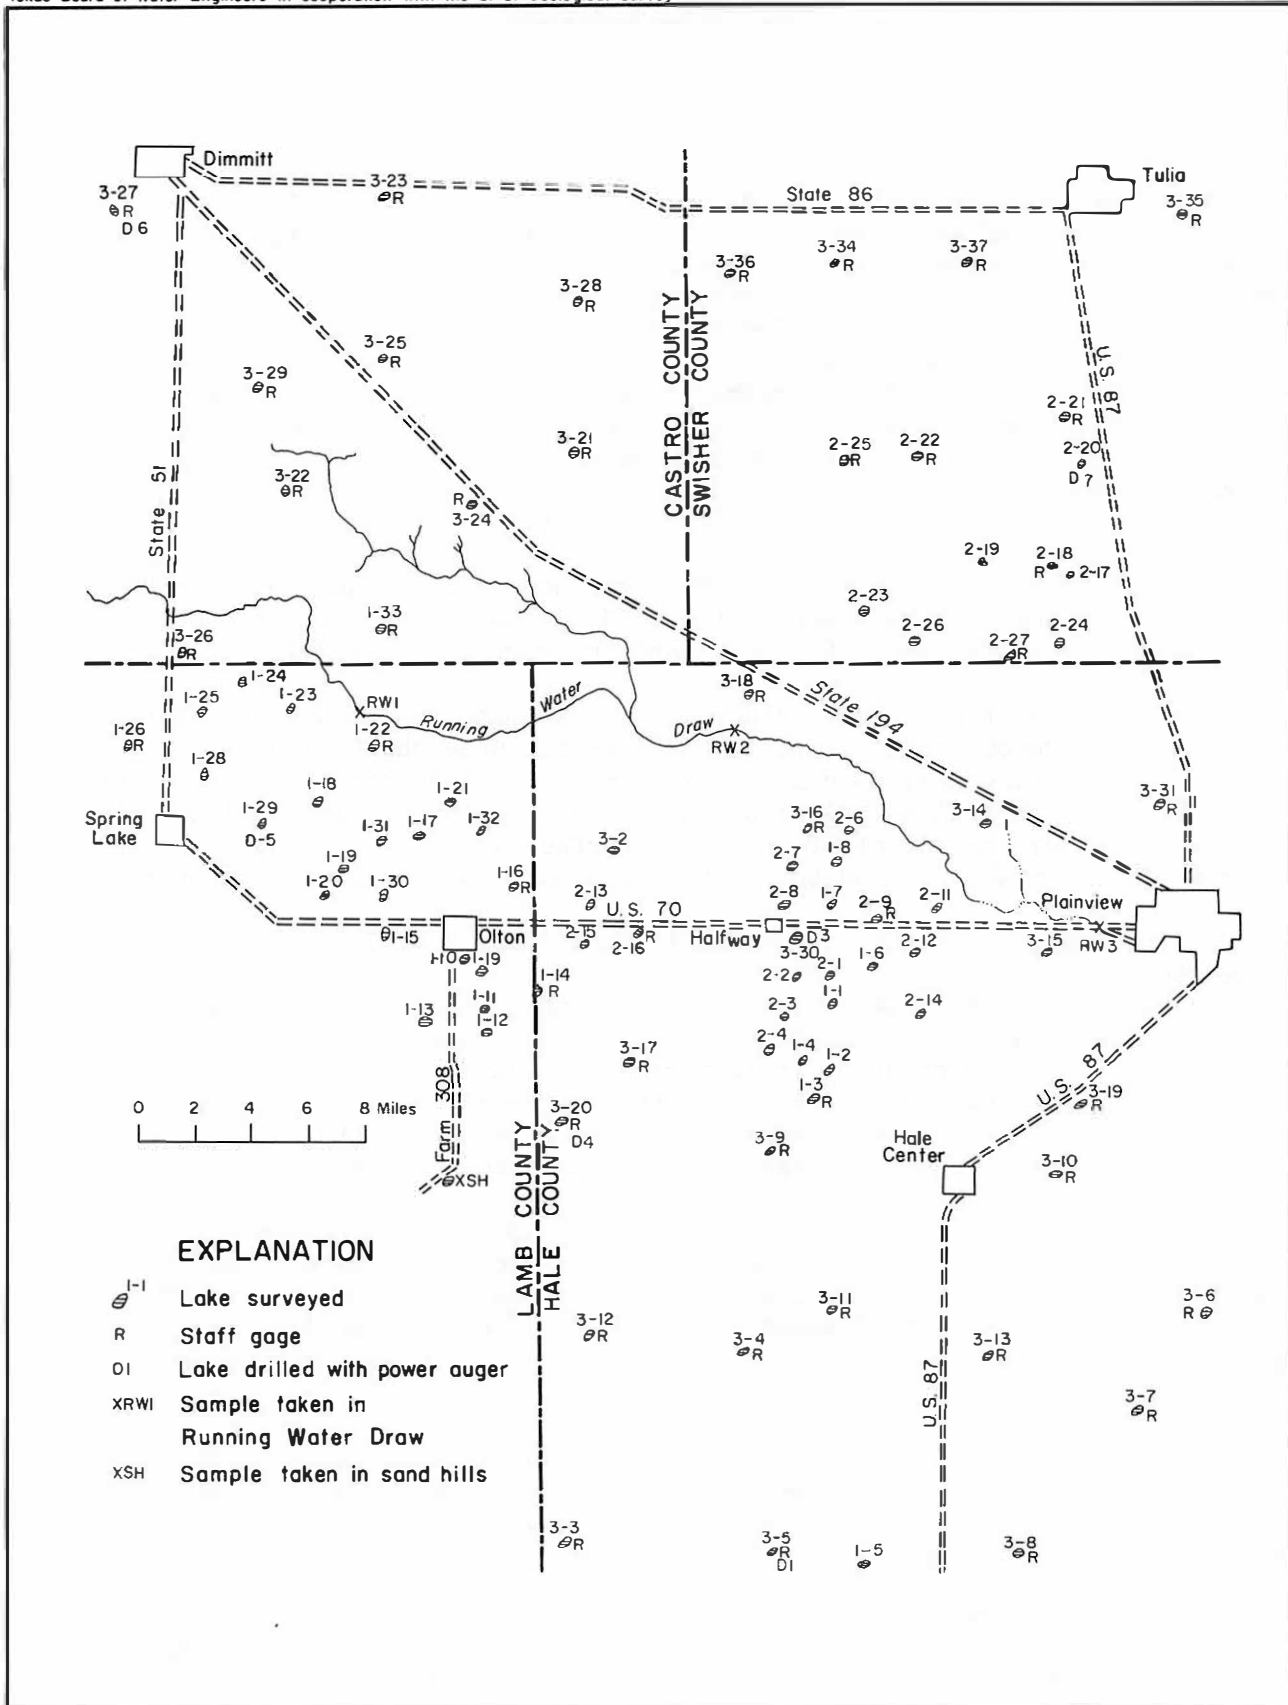 Texas Board of Water Engineers in cooperation with the U. S. Geological Survey
Dimmitt
3-27
R
D6
3-23
R
State 86
Tulia
3-35
R
3-36
R
3-34
R
3-37
R
3-28
R
CASTRO COUNTY
SWISHER COUNTY
3-25
R
3-29
R
U. S. 87
2-21
R
3-21
R
2-25
R
2-22
R
2-20
D7
State 51
3-22
R
R
3-24
2-19
2-18
R
2-17
2-23
1-33
R
3-26
R
2-26
2-27
R
2-24
1-24
1-25
1-23
RW1
Running Water Draw
3-18
R
State 194
RW2
1-26
R
1-22
R
1-28
1-18
1-21
3-31
R
Spring
Lake
1-29
D-5
1-31
1-17
1-32
3-2
3-16
R
2-6
3-14
1-19
2-7
1-8
1-20
1-30
1-16
R
2-13
U. S. 70
2-8
1-7
2-9
R
2-11
Plainview
1-15
Olton
2-15
2-16
R
Halfway
D3
3-30
1-6
2-12
3-15
RW3
1-10
1-19
1-14
R
2-2
2-1
1-11
1-13
1-12
2-3
1-1
2-14
3-17
R
2-4
1-4
1-2
1-3
R
U. S. 87
3-19
R
0 2 4 6 8 Miles
Farm 308
3-20
R
D4
3-9
R
Hale
Center
3-10
R
XSH
LAMB COUNTY
HALE COUNTY
EXPLANATION
1-1
Lake surveyed
R Staff gage
D1 Lake drilled with power auger
XRW1 Sample taken in
Running Water Draw
XSH Sample taken in sand hills
3-12
R
3-11
R
3-6
R
3-4
R
3-13
R
U. S. 87
3-7
R
3-3
R
3-5
R
D1
1-5
3-8
R